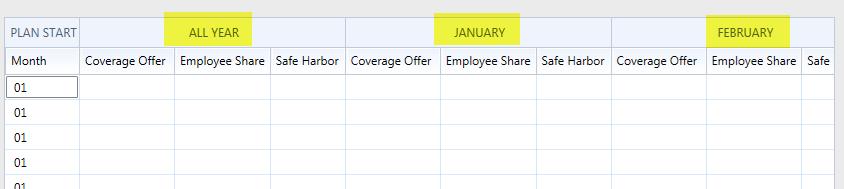 PLAN START ALL YEAR JANUARY FEBRUARY
Month Coverage Offer Employee Share Safe Harbor Coverage Offer Employee Share Safe Harbor Coverage Offer Employee Share Safe
01
01
01
01
01